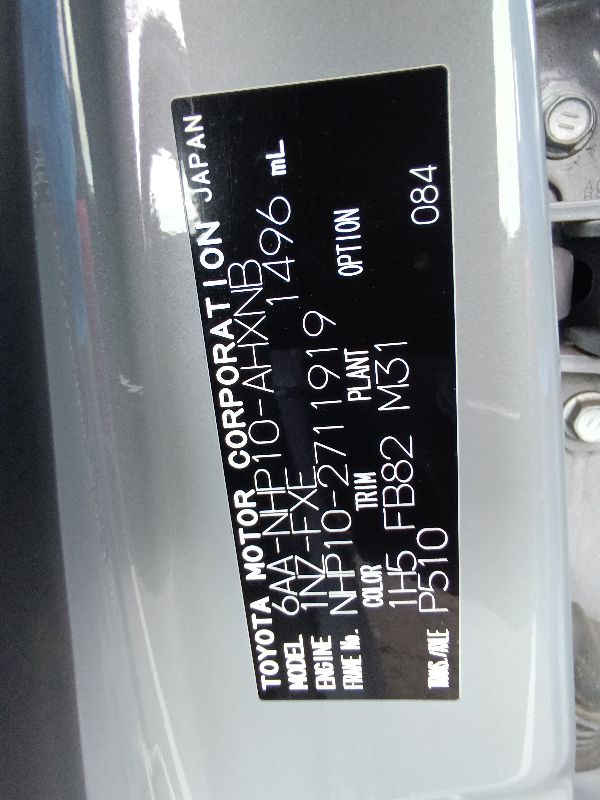 TOYOTA MOTOR CORPORATION JAPAN
MODEL 6AA-NHP10-AHXNB
ENGINE 1NZ-FXE 1496 mL
FRAME No. NHP10-2711919
COLOR TRIM PLANT OPTION
1H5 FB82 M31
TRANS./AXLE P510 084